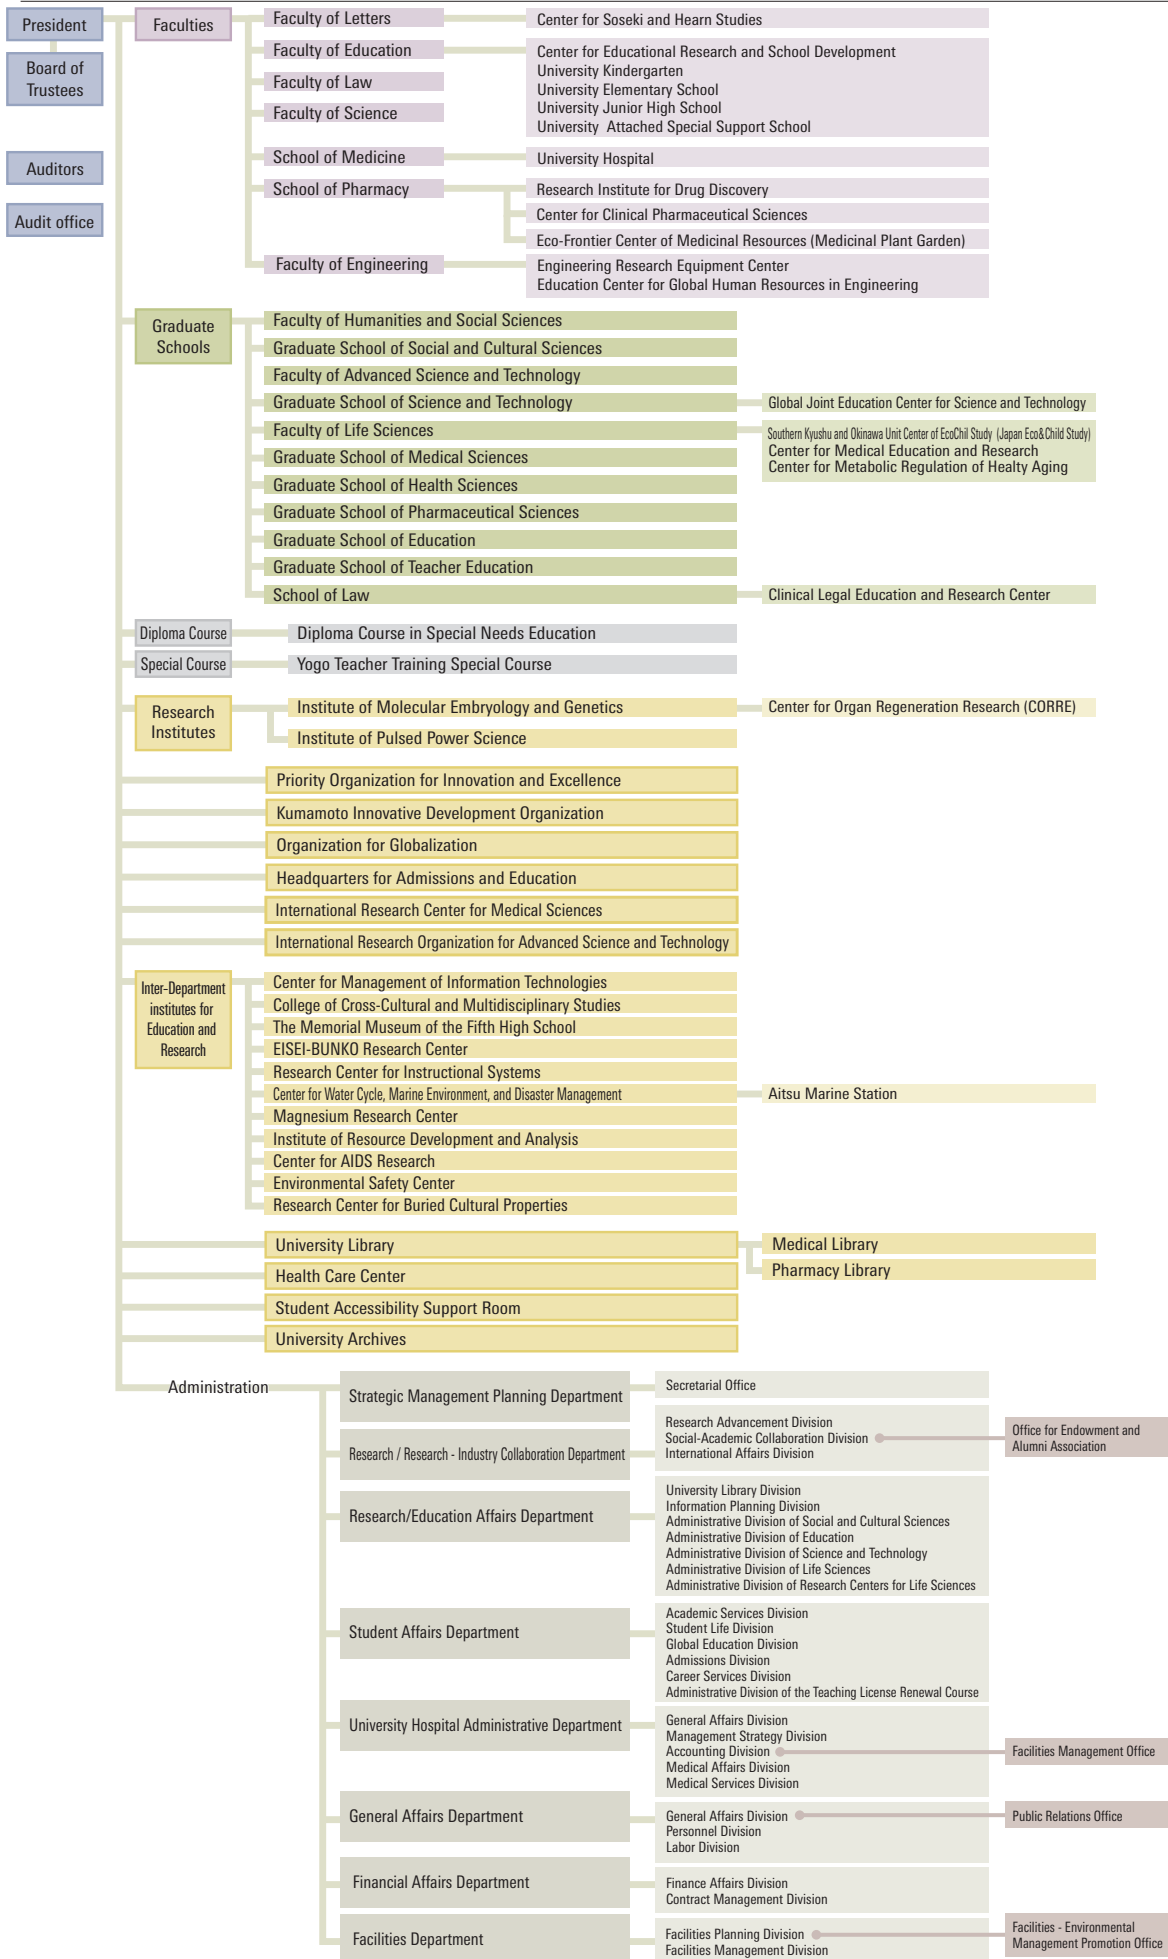 President
Board of
Trustees
Auditors
Audit office
Faculties
Faculty of Letters
Center for Soseki and Hearn Studies
Faculty of Education
Center for Educational Research and School Development
University Kindergarten
University Elementary School
University Junior High School
University Attached Special Support School
Faculty of Law
Faculty of Science
School of Medicine
University Hospital
School of Pharmacy
Research Institute for Drug Discovery
Center for Clinical Pharmaceutical Sciences
Eco-Frontier Center of Medicinal Resources (Medicinal Plant Garden)
Faculty of Engineering
Engineering Research Equipment Center
Education Center for Global Human Resources in Engineering
Graduate
Schools
Faculty of Humanities and Social Sciences
Graduate School of Social and Cultural Sciences
Faculty of Advanced Science and Technology
Graduate School of Science and Technology
Global Joint Education Center for Science and Technology
Faculty of Life Sciences
Southern Kyushu and Okinawa Unit Center of EcoChil Study (Japan Eco&Child Study)
Center for Medical Education and Research
Center for Metabolic Regulation of Healty Aging
Graduate School of Medical Sciences
Graduate School of Health Sciences
Graduate School of Pharmaceutical Sciences
Graduate School of Education
Graduate School of Teacher Education
School of Law
Clinical Legal Education and Research Center
Diploma Course
Diploma Course in Special Needs Education
Special Course
Yogo Teacher Training Special Course
Research
Institutes
Institute of Molecular Embryology and Genetics
Center for Organ Regeneration Research (CORRE)
Institute of Pulsed Power Science
Priority Organization for Innovation and Excellence
Kumamoto Innovative Development Organization
Organization for Globalization
Headquarters for Admissions and Education
International Research Center for Medical Sciences
International Research Organization for Advanced Science and Technology
Inter-Department
institutes for
Education and
Research
Center for Management of Information Technologies
College of Cross-Cultural and Multidisciplinary Studies
The Memorial Museum of the Fifth High School
EISEI-BUNKO Research Center
Research Center for Instructional Systems
Center for Water Cycle, Marine Environment, and Disaster Management
Aitsu Marine Station
Magnesium Research Center
Institute of Resource Development and Analysis
Center for AIDS Research
Environmental Safety Center
Research Center for Buried Cultural Properties
University Library
Medical Library
Pharmacy Library
Health Care Center
Student Accessibility Support Room
University Archives
Administration
Strategic Management Planning Department
Secretarial Office
Research / Research - Industry Collaboration Department
Research Advancement Division
Social-Academic Collaboration Division
International Affairs Division
Office for Endowment and
Alumni Association
Research/Education Affairs Department
University Library Division
Information Planning Division
Administrative Division of Social and Cultural Sciences
Administrative Division of Education
Administrative Division of Science and Technology
Administrative Division of Life Sciences
Administrative Division of Research Centers for Life Sciences
Student Affairs Department
Academic Services Division
Student Life Division
Global Education Division
Admissions Division
Career Services Division
Administrative Division of the Teaching License Renewal Course
University Hospital Administrative Department
General Affairs Division
Management Strategy Division
Accounting Division
Medical Affairs Division
Medical Services Division
Facilities Management Office
General Affairs Department
General Affairs Division
Personnel Division
Labor Division
Public Relations Office
Financial Affairs Department
Finance Affairs Division
Contract Management Division
Facilities Department
Facilities Planning Division
Facilities Management Division
Facilities - Environmental
Management Promotion Office